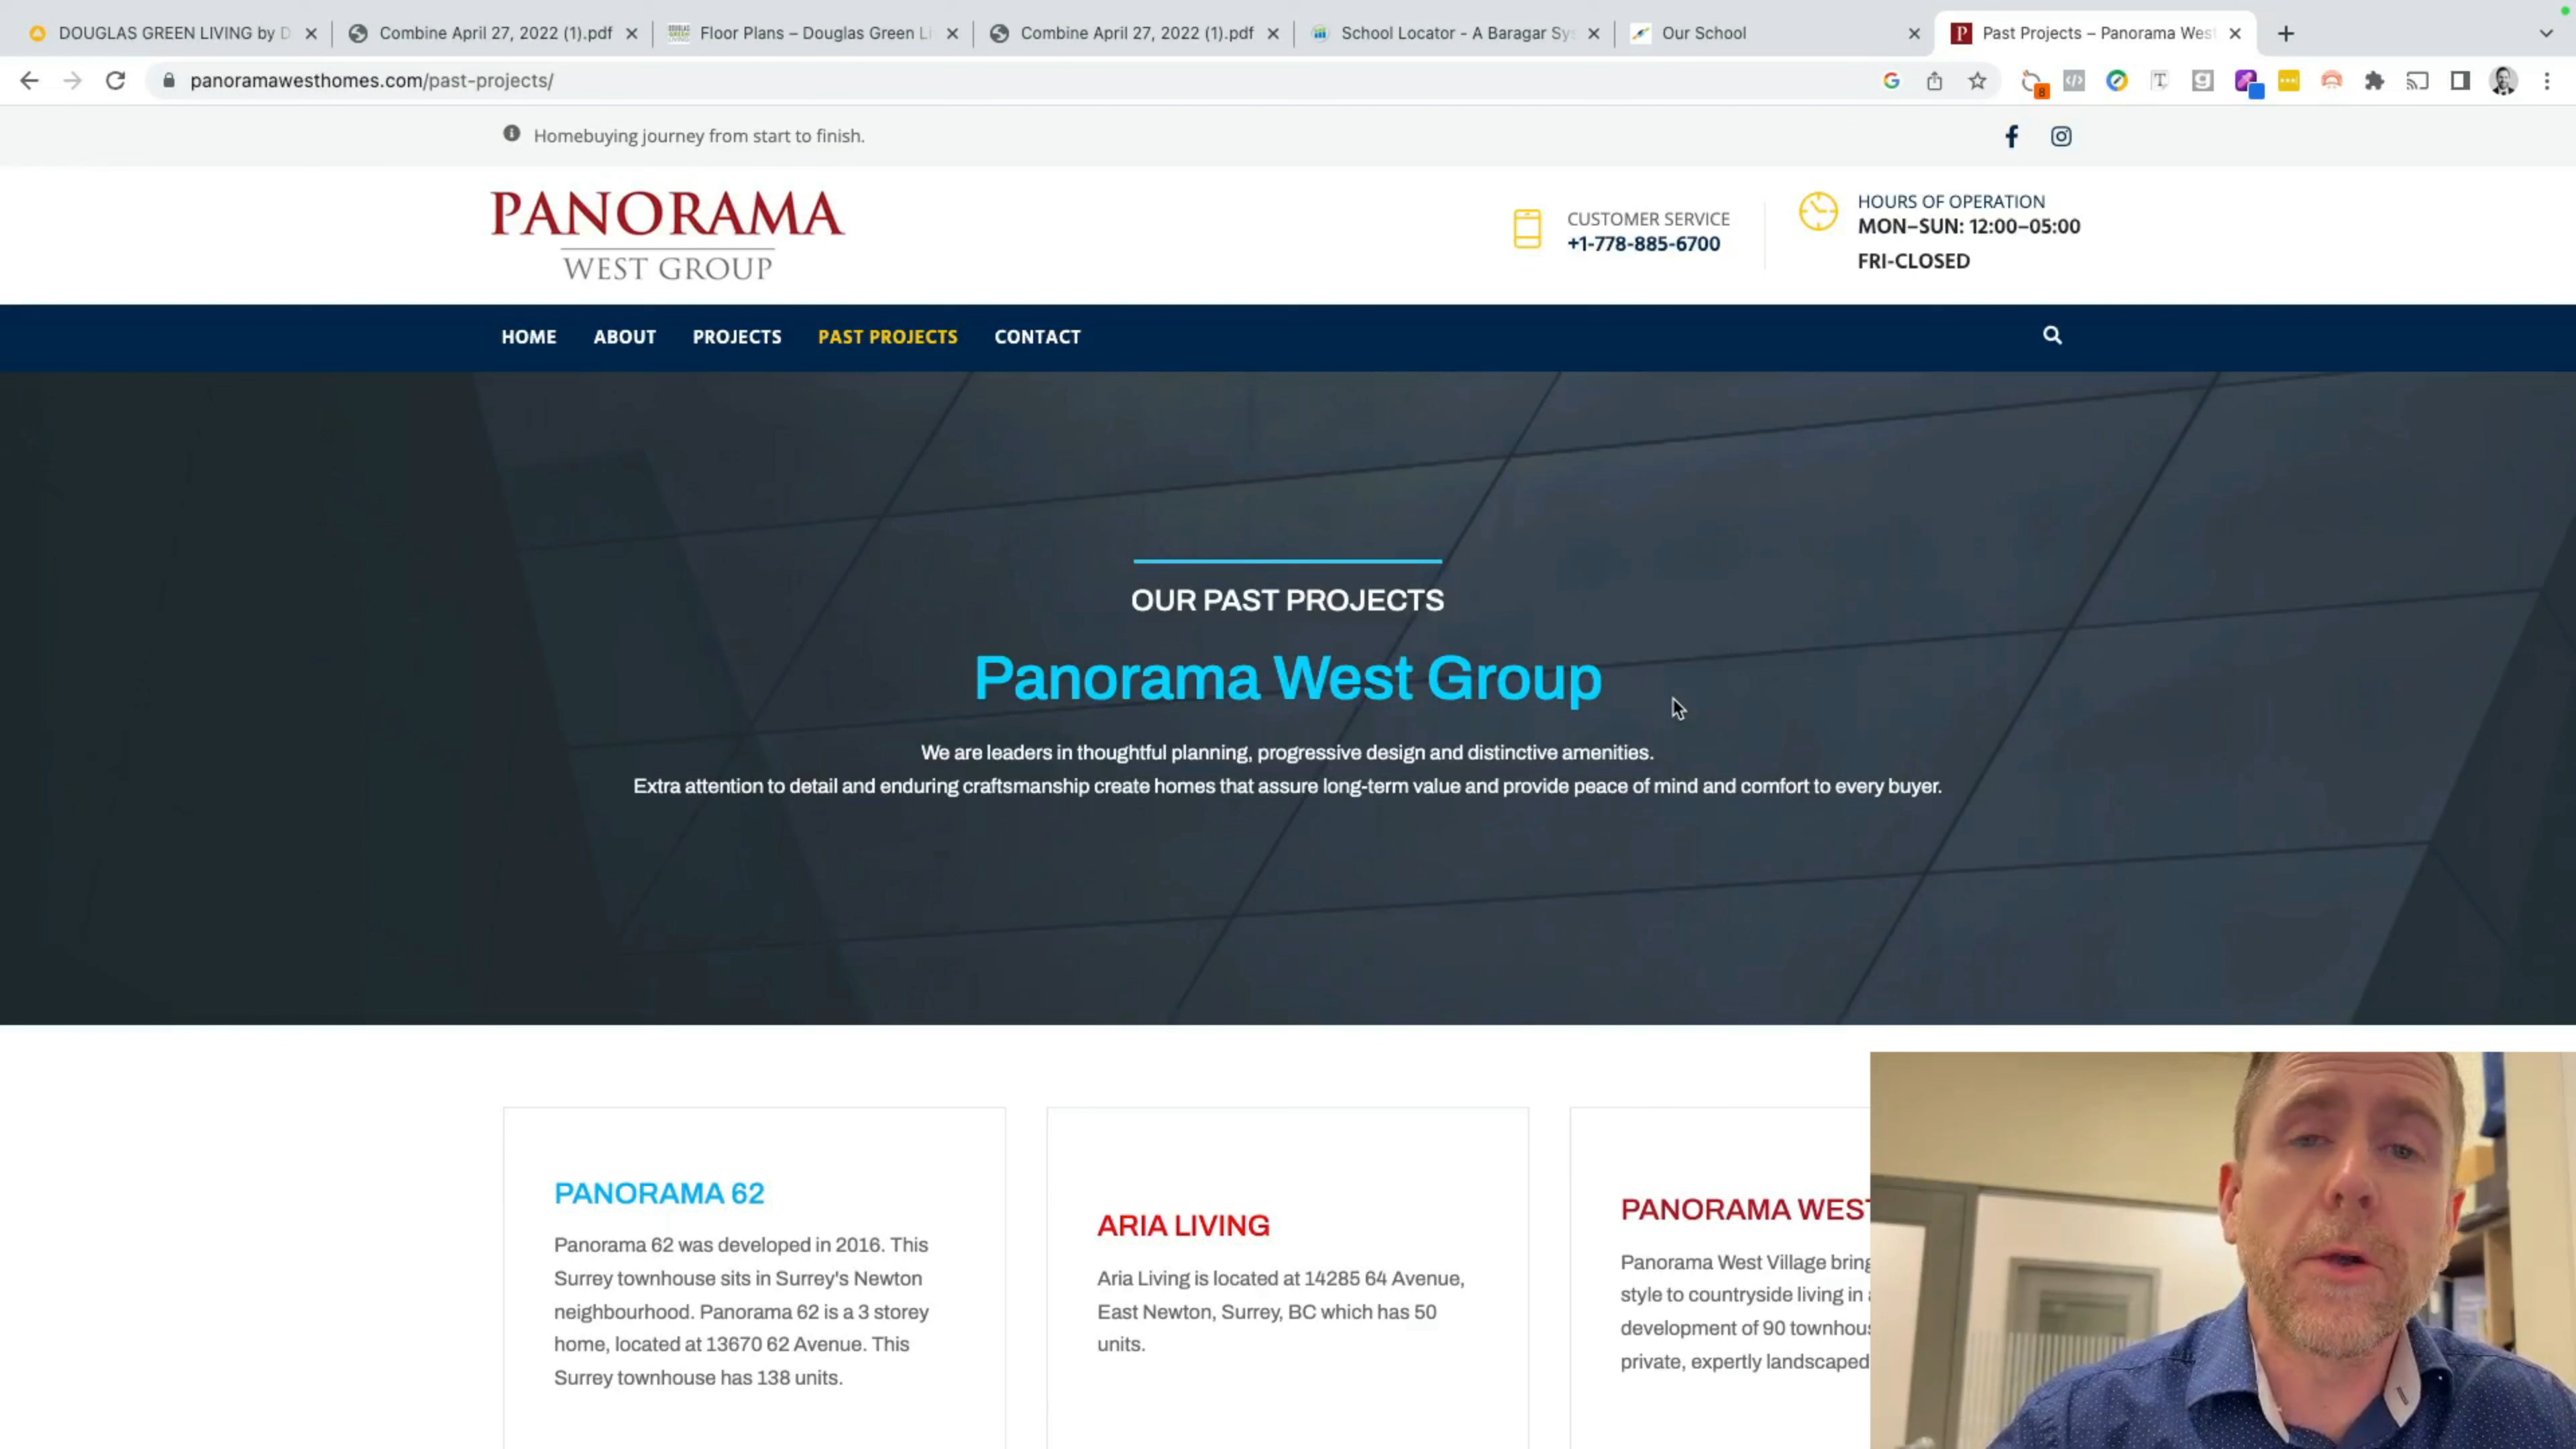 DOUGLAS GREEN LIVING by D
Combine April 27, 2022 (1).pdf
Floor Plans – Douglas Green Li
Combine April 27, 2022 (1).pdf
School Locator - A Baragar Sys
Our School
Past Projects – Panorama West
panoramawesthomes.com/past-projects/
Homebuying journey from start to finish.
PANORAMA
WEST GROUP
CUSTOMER SERVICE
+1-778-885-6700
HOURS OF OPERATION
MON–SUN: 12:00–05:00
FRI-CLOSED
HOME ABOUT PROJECTS PAST PROJECTS CONTACT
OUR PAST PROJECTS
Panorama West Group
We are leaders in thoughtful planning, progressive design and distinctive amenities.
Extra attention to detail and enduring craftsmanship create homes that assure long-term value and provide peace of mind and comfort to every buyer.
PANORAMA 62
Panorama 62 was developed in 2016. This
Surrey townhouse sits in Surrey's Newton
neighbourhood. Panorama 62 is a 3 storey
home, located at 13670 62 Avenue. This
Surrey townhouse has 138 units.
ARIA LIVING
Aria Living is located at 14285 64 Avenue,
East Newton, Surrey, BC which has 50
units.
PANORAMA WEST
Panorama West Village bring
style to countryside living in a
development of 90 townhous
private, expertly landscaped